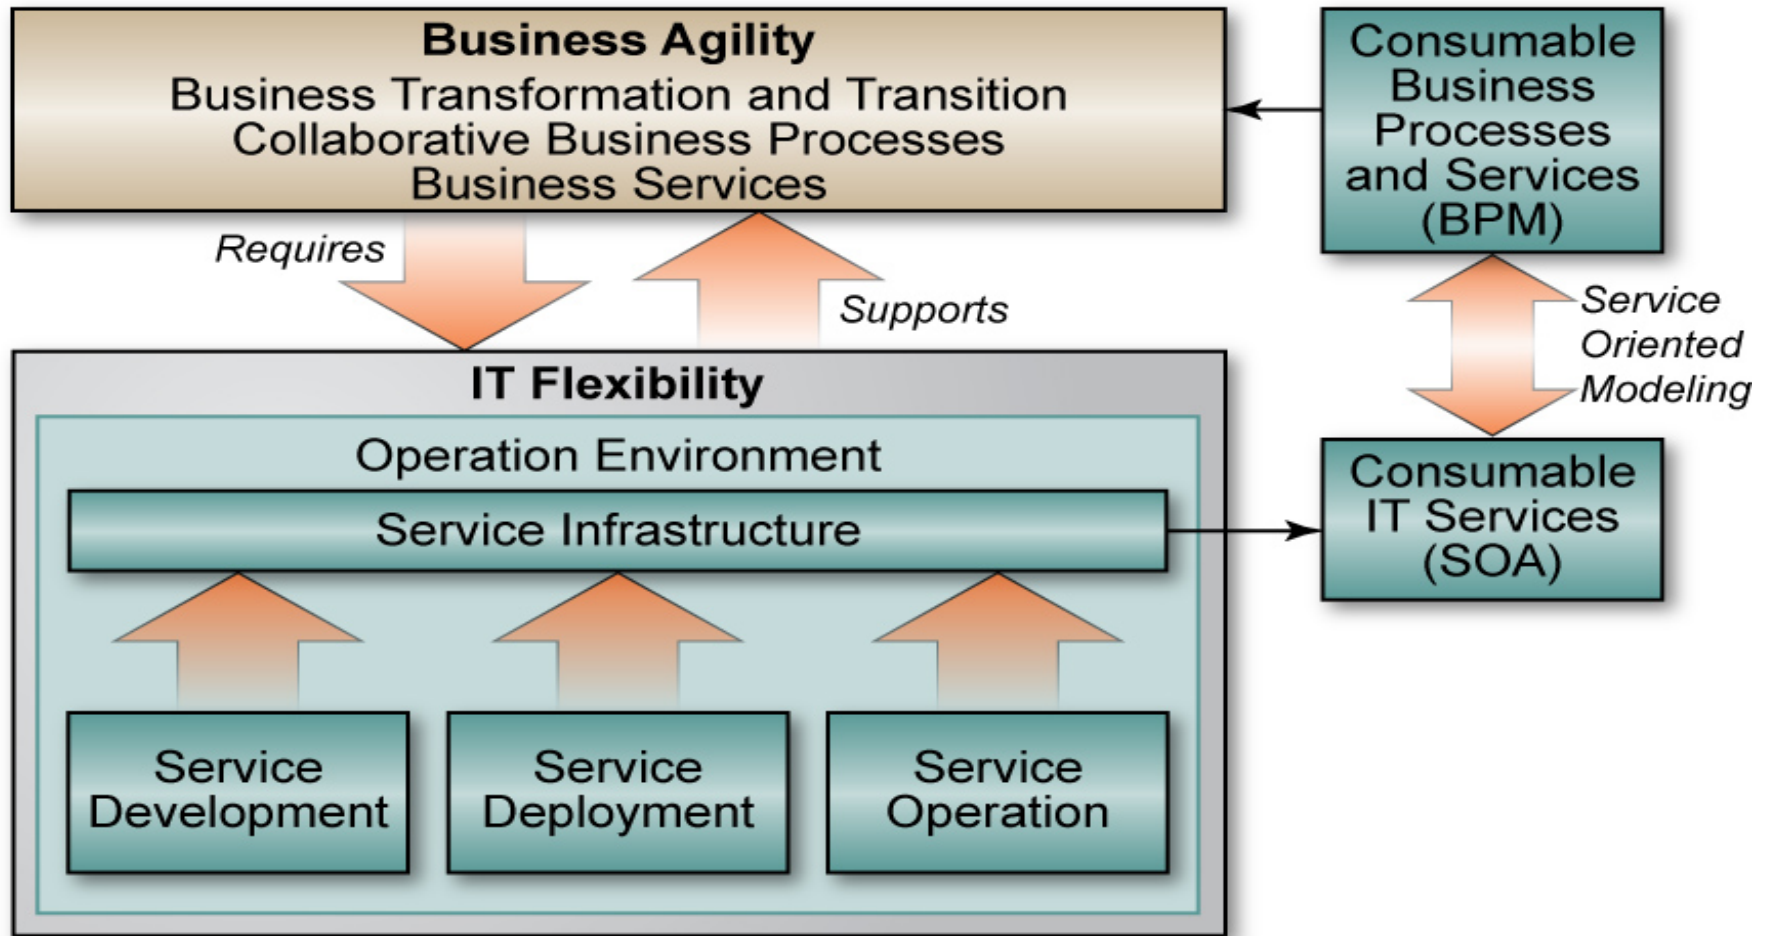 Business Agility
Business Transformation and Transition
Collaborative Business Processes
Business Services
Consumable
Business
Processes
and Services
(BPM)
Requires
Supports
Service
Oriented
Modeling
IT Flexibility
Operation Environment
Service Infrastructure
Consumable
IT Services
(SOA)
Service
Development
Service
Deployment
Service
Operation